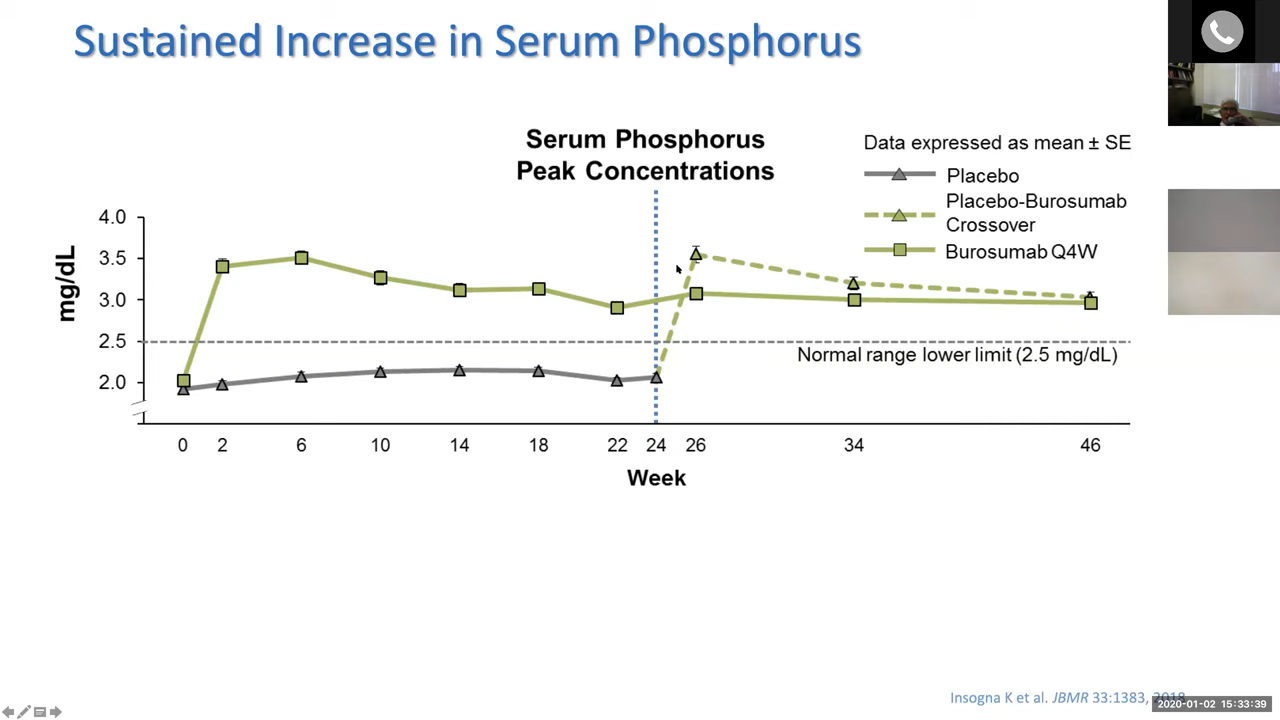 Sustained Increase in Serum Phosphorus
Serum Phosphorus
Peak Concentrations
Data expressed as mean ± SE
Placebo
Placebo-Burosumab
Crossover
Burosumab Q4W
mg/dL
4.0
3.5
3.0
2.5
2.0
Normal range lower limit (2.5 mg/dL)
0 2 6 10 14 18 22 24 26 34 46
Week
Insogna K et al. JBMR 33:1383, 2018
2020-01-02 15:33:39